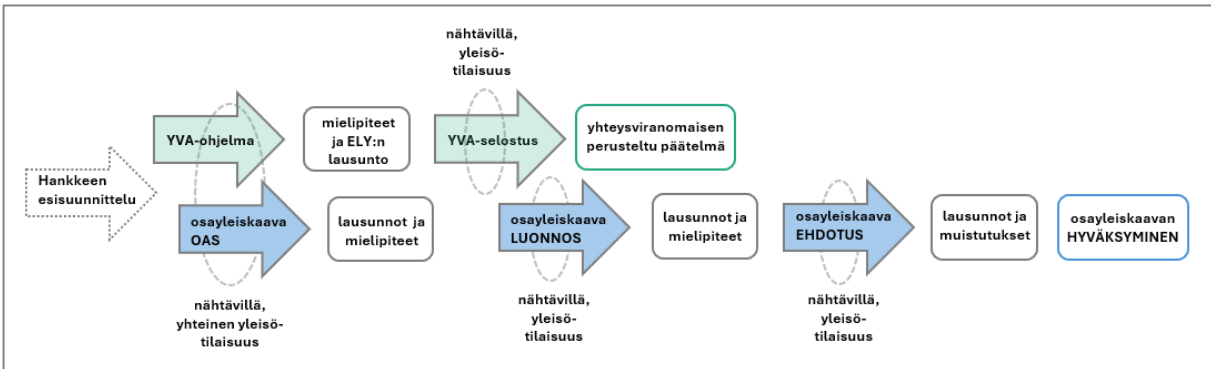 nähtävillä,
yleisö-
tilaisuus
Hankkeen
esisuunnittelu
YVA-ohjelma
mielipiteet
ja ELY:n
lausunto
YVA-selostus
yhteysviranomaisen
perusteltu päätelmä
osayleiskaava
OAS
lausunnot ja
mielipiteet
osayleiskaava
LUONNOS
lausunnot ja
mielipiteet
osayleiskaava
EHDOTUS
lausunnot ja
muistutukset
osayleiskaavan
HYVÄKSYMINEN
nähtävillä,
yhteinen yleisö-
tilaisuus
nähtävillä,
yleisö-
tilaisuus
nähtävillä,
yleisö-
tilaisuus